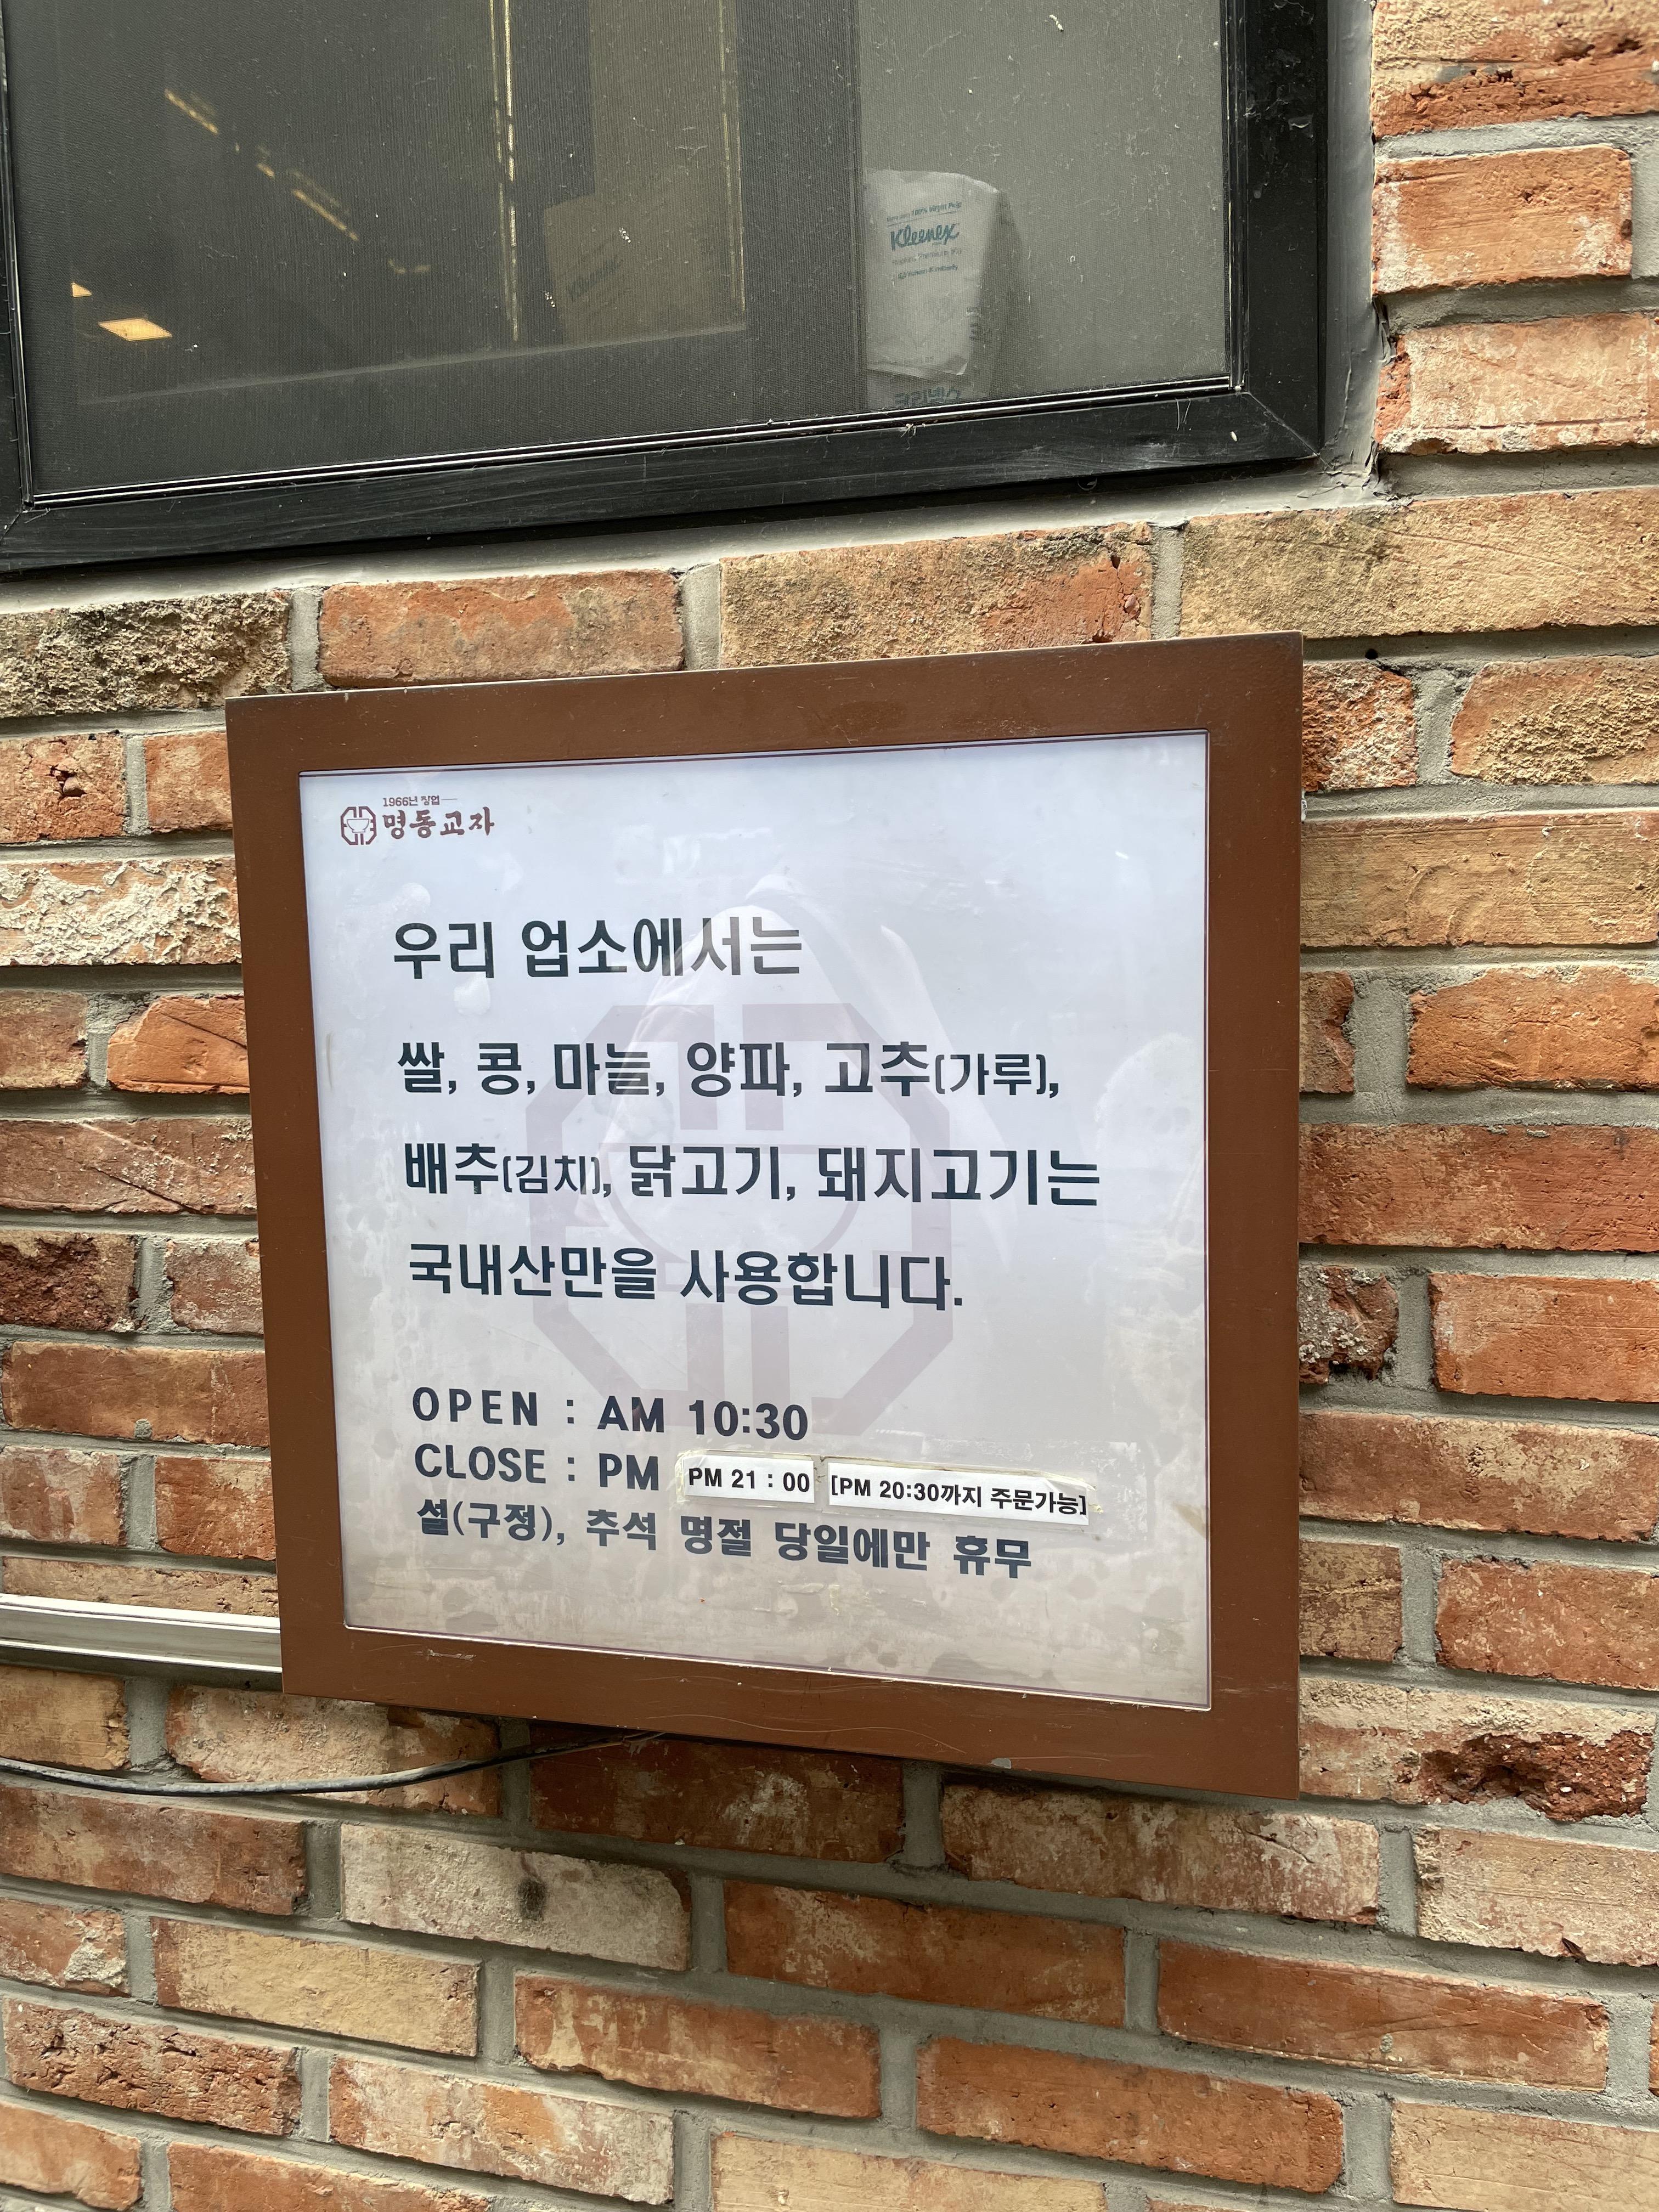 Kleenex
1966년 창업
명동교자
우리 업소에서는
쌀, 콩, 마늘, 양파, 고추(가루),
배추(김치), 닭고기, 돼지고기는
국내산만을 사용합니다.
OPEN : AM 10:30
CLOSE : PM PM 21 : 00 [PM 20:30까지 주문가능]
설(구정), 추석 명절 당일에만 휴무